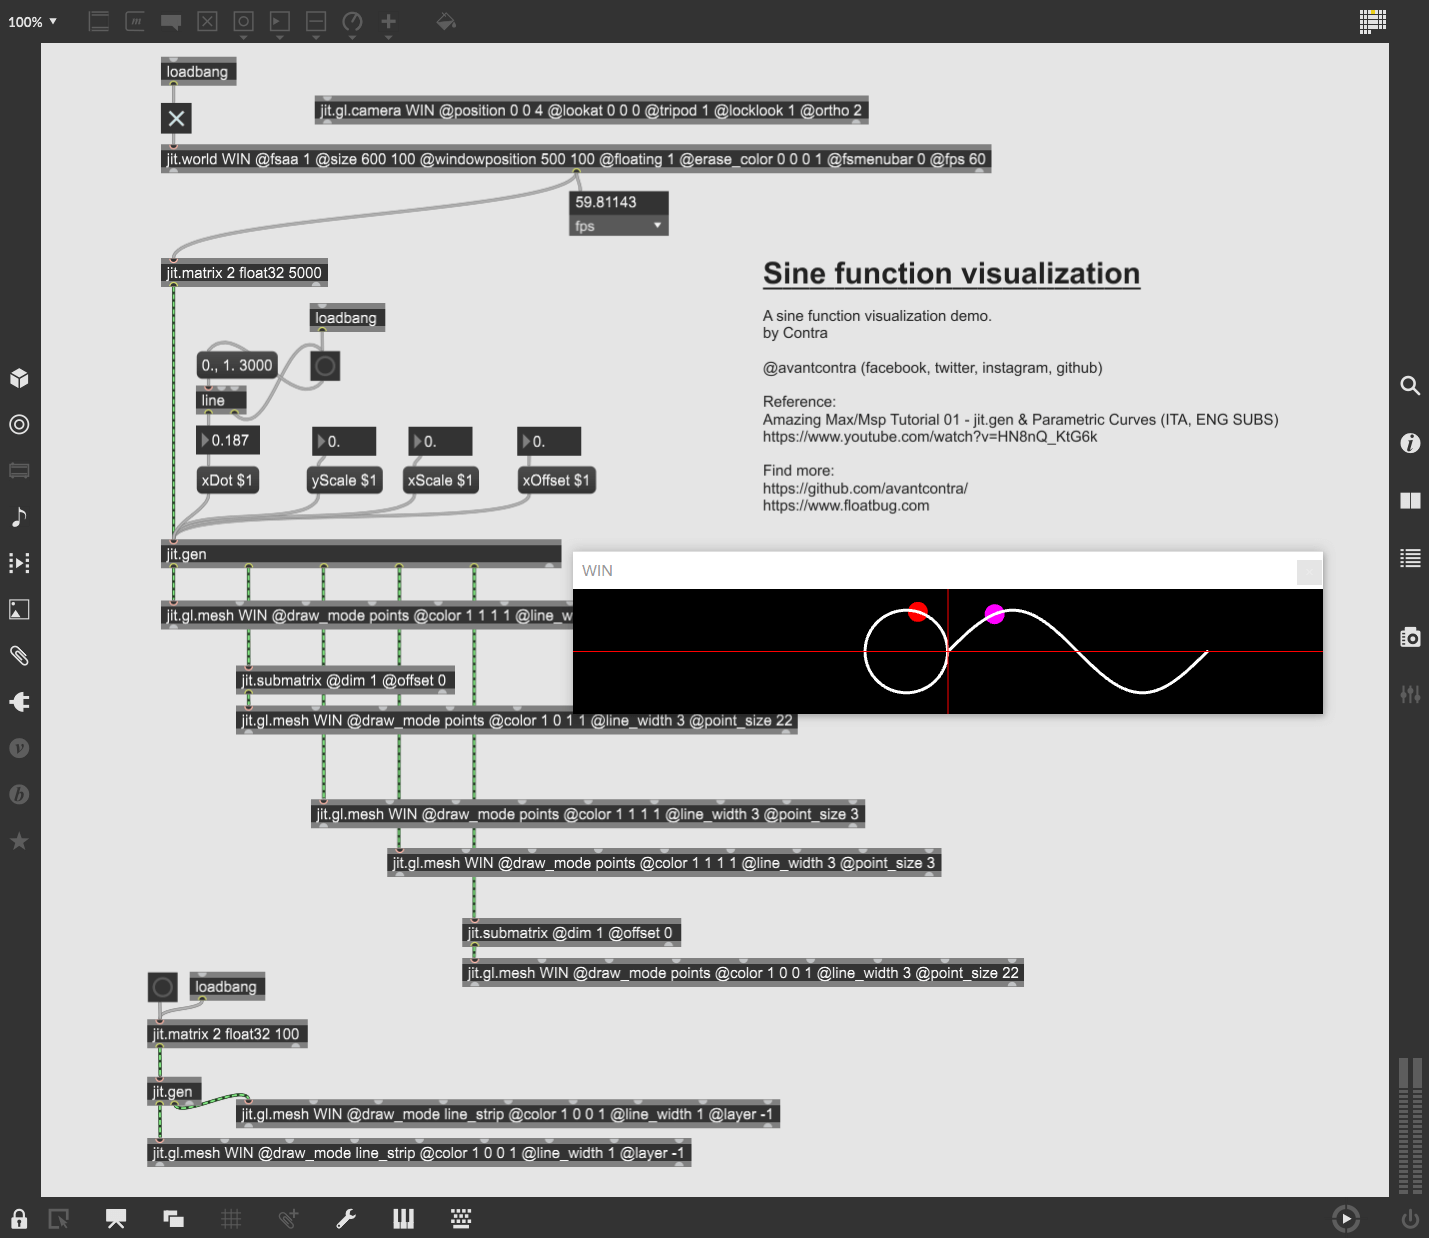 100%
loadbang
jit.gl.camera WIN @position 0 0 4 @lookat 0 0 0 @tripod 1 @locklook 1 @ortho 2
jit.world WIN @fsaa 1 @size 600 100 @windowposition 500 100 @floating 1 @erase_color 0 0 0 1 @fsmenubar 0 @fps 60
59.81143
fps
jit.matrix 2 float32 5000
Sine function visualization
A sine function visualization demo.
by Contra
@avantcontra (facebook, twitter, instagram, github)
Reference:
Amazing Max/Msp Tutorial 01 - jit.gen & Parametric Curves (ITA, ENG SUBS)
https://www.youtube.com/watch?v=HN8nQ_KtG6k
Find more:
https://github.com/avantcontra/
https://www.floatbug.com
loadbang
0., 1. 3000
line
0.187
0.
0.
0.
xDot $1
yScale $1
xScale $1
xOffset $1
jit.gen
WIN
jit.gl.mesh WIN @draw_mode points @color 1 1 1 1 @line_w
jit.submatrix @dim 1 @offset 0
jit.gl.mesh WIN @draw_mode points @color 1 0 1 1 @line_width 3 @point_size 22
jit.gl.mesh WIN @draw_mode points @color 1 1 1 1 @line_width 3 @point_size 3
jit.gl.mesh WIN @draw_mode points @color 1 1 1 1 @line_width 3 @point_size 3
jit.submatrix @dim 1 @offset 0
jit.gl.mesh WIN @draw_mode points @color 1 0 0 1 @line_width 3 @point_size 22
loadbang
jit.matrix 2 float32 100
jit.gen
jit.gl.mesh WIN @draw_mode line_strip @color 1 0 0 1 @line_width 1 @layer -1
jit.gl.mesh WIN @draw_mode line_strip @color 1 0 0 1 @line_width 1 @layer -1